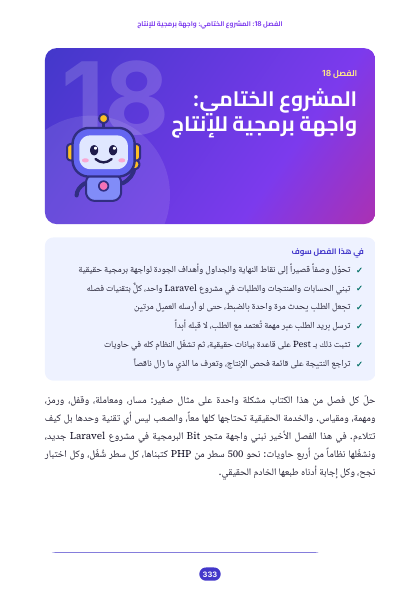 الفصل 18: المشروع الختامي: واجهة برمجية للإنتاج
18
الفصل 18
المشروع الختامي:
واجهة برمجية للإنتاج
في هذا الفصل سوف
✓ تحوّل وصفاً قصيراً إلى نقاط النهاية والجداول وأهداف الجودة لواجهة برمجية حقيقية
✓ تبني الحسابات والمنتجات والطلبات في مشروع Laravel واحد، كلٌّ بتقنيات فصله
✓ تجعل الطلب يحدث مرة واحدة بالضبط، حتى لو أرسله العميل مرتين
✓ ترسل بريد الطلب عبر مهمة تُعتمد مع الطلب، لا قبله أبداً
✓ تثبت ذلك بـ Pest على قاعدة بيانات حقيقية، ثم تشغّل النظام كله في حاويات
✓ تراجع النتيجة على قائمة فحص الإنتاج، وتعرف ما الذي ما زال ناقصاً
حلّ كل فصل من هذا الكتاب مشكلة واحدة على مثال صغير: مسار، ومعاملة، وقفل، ورمز،
ومهمة، ومقياس. والخدمة الحقيقية تحتاجها كلها معاً، والصعب ليس أي تقنية وحدها بل كيف
تتلاءم. في هذا الفصل الأخير نبني واجهة متجر Bit البرمجية في مشروع Laravel جديد،
ونشغّلها نظاماً من أربع حاويات: نحو 500 سطر من PHP كتبناها، كل سطر شُغّل، وكل اختبار
نجح، وكل إجابة أدناه طبعها الخادم الحقيقي.
333